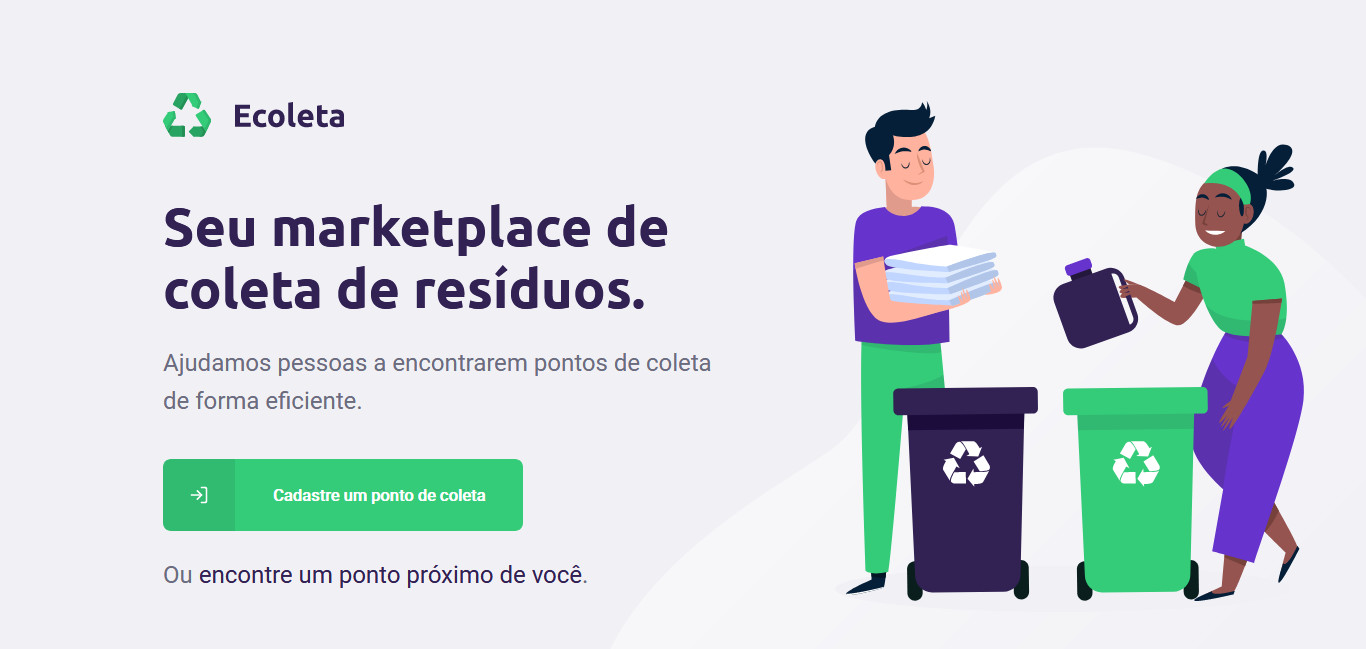 Ecoleta
Seu marketplace de
coleta de resíduos.
Ajudamos pessoas a encontrarem pontos de coleta
de forma eficiente.
Cadastre um ponto de coleta
Ou encontre um ponto próximo de você.